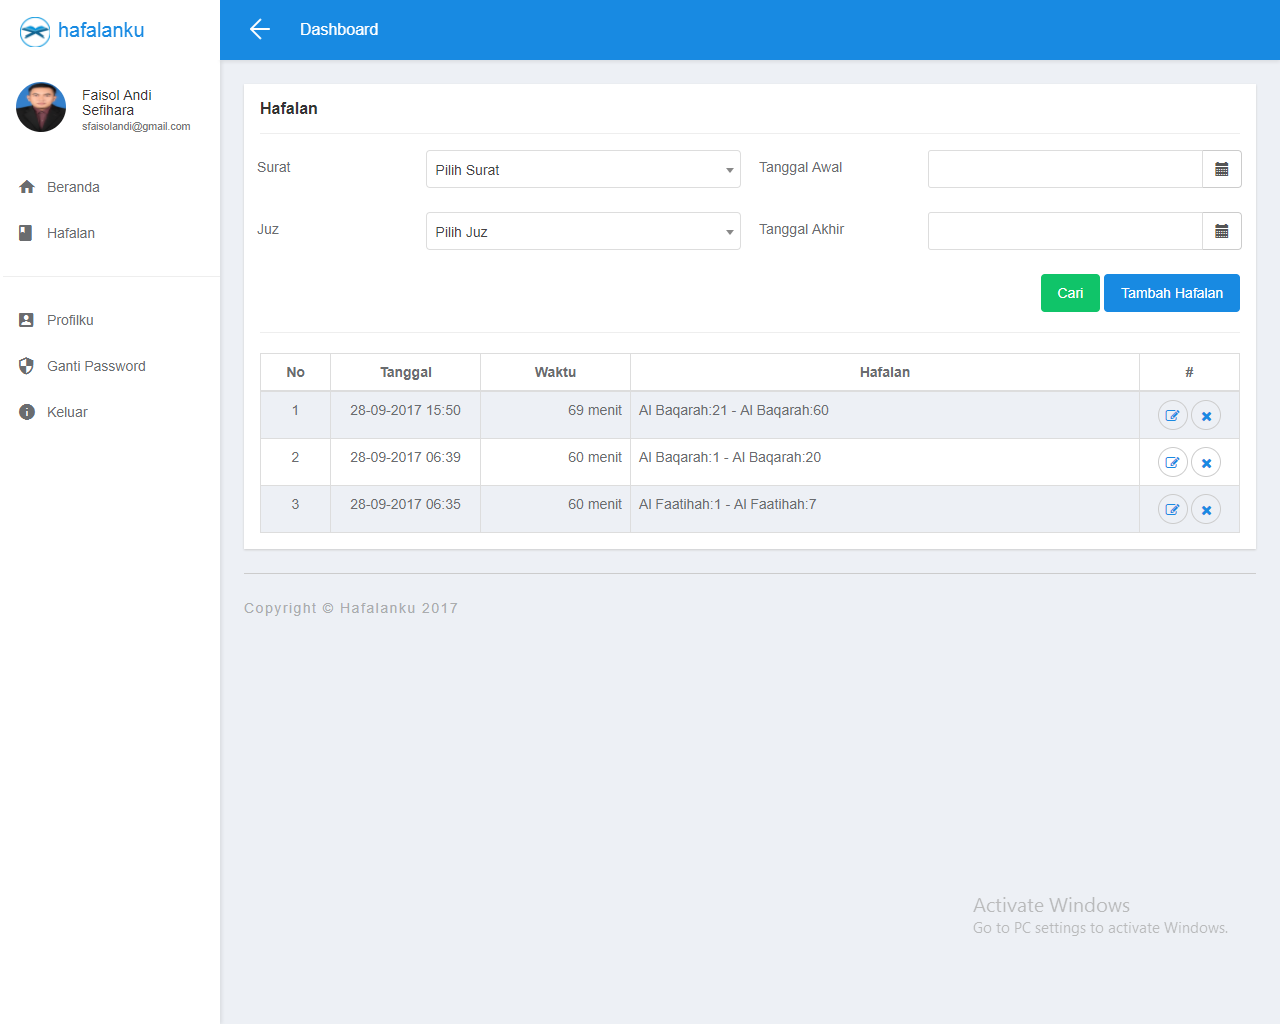 hafalanku
Dashboard
Faisol Andi
Sefihara
sfaisolandi@gmail.com
Beranda
Hafalan
Profilku
Ganti Password
Keluar
Hafalan
Surat Pilih Surat Tanggal Awal
Juz Pilih Juz Tanggal Akhir
Cari Tambah Hafalan
No Tanggal Waktu Hafalan #
1 28-09-2017 15:50 69 menit Al Baqarah:21 - Al Baqarah:60
2 28-09-2017 06:39 60 menit Al Baqarah:1 - Al Baqarah:20
3 28-09-2017 06:35 60 menit Al Faatihah:1 - Al Faatihah:7
Copyright © Hafalanku 2017
Activate Windows
Go to PC settings to activate Windows.